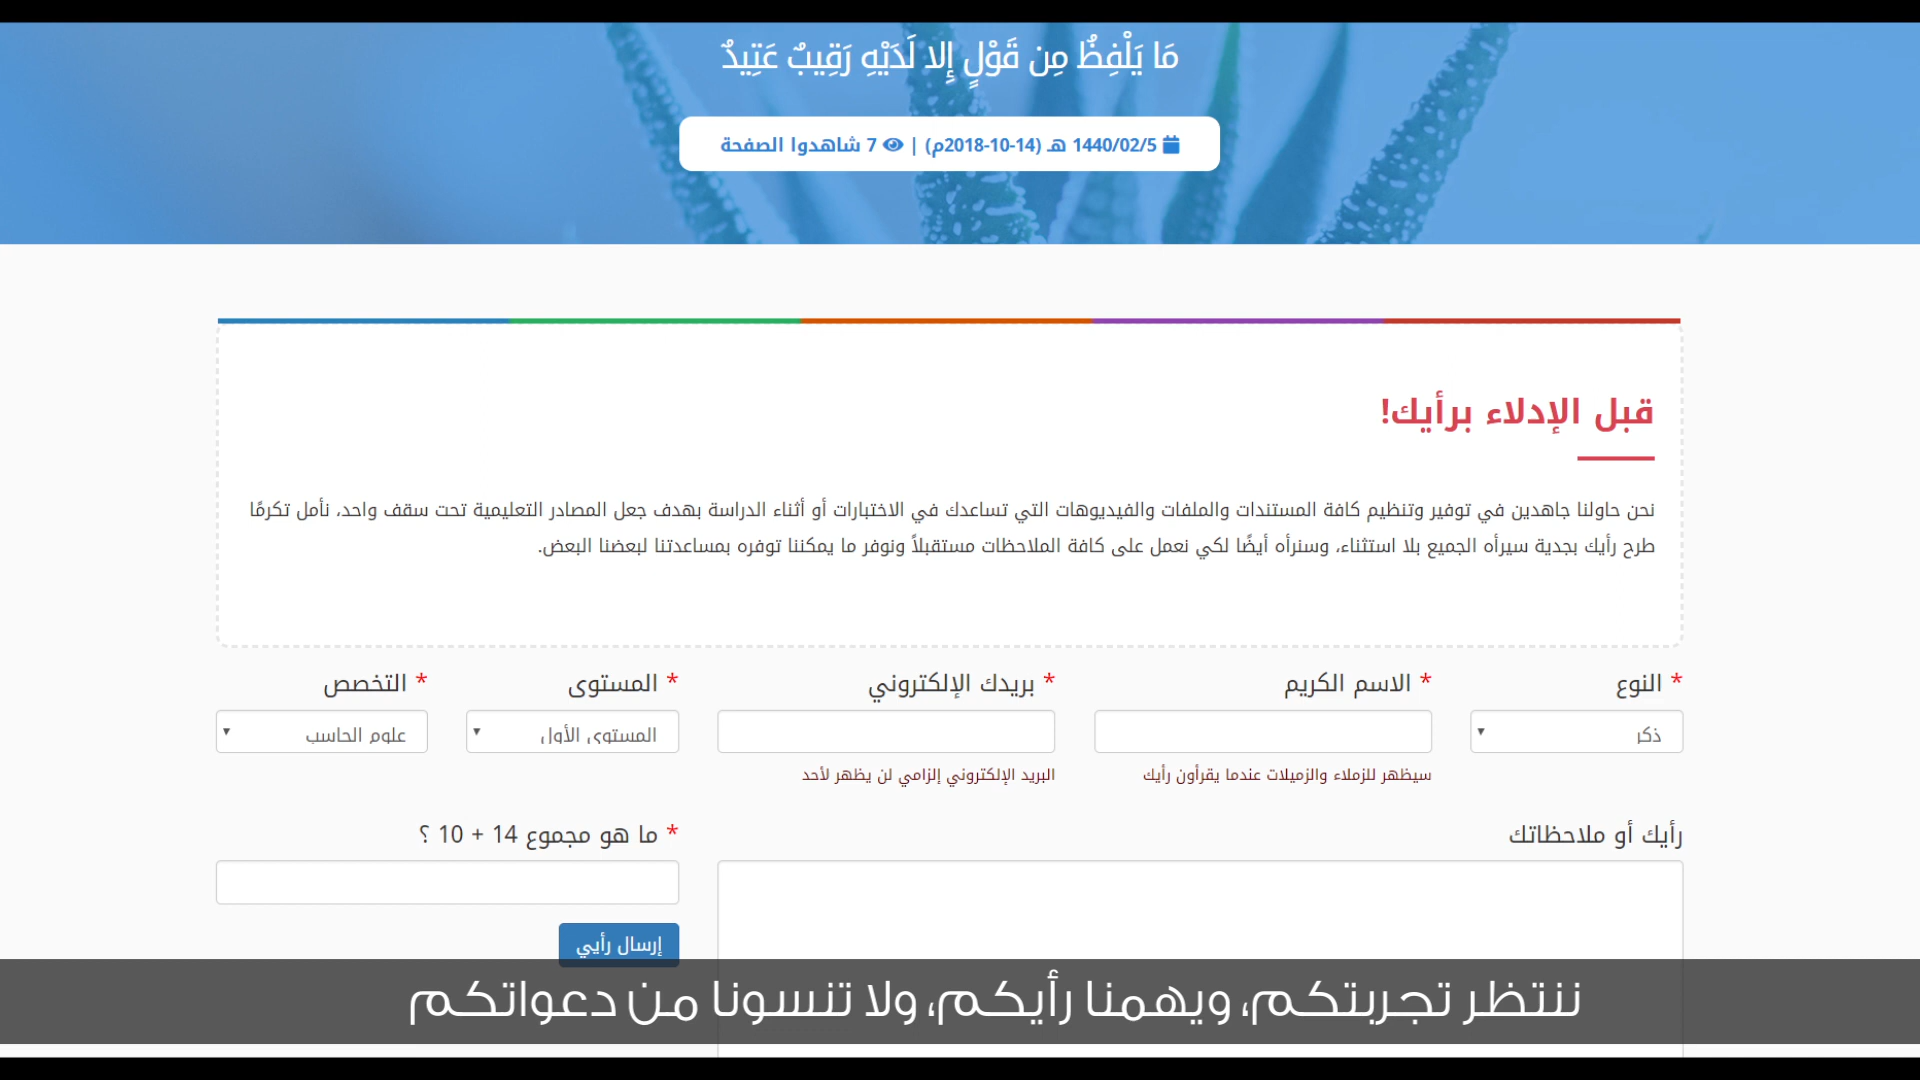 مَا يَلْفِظُ مِن قَوْلٍ إِلا لَدَيْهِ رَقِيبٌ عَتِيدٌ
1440/02/5 هـ (14-10-2018م) | 7 شاهدوا الصفحة
قبل الإدلاء برأيك!
نحن حاولنا جاهدين في توفير وتنظيم كافة المستندات والملفات والفيديوهات التي تساعدك في الاختبارات أو أثناء الدراسة بهدف جعل المصادر التعليمية تحت سقف واحد، نأمل تكرمًا
طرح رأيك بجدية سيرأه الجميع بلا استثناء، وسنرأه أيضًا لكي نعمل على كافة الملاحظات مستقبلاً ونوفر ما يمكننا توفره بمساعدتنا لبعضنا البعض.
* النوع
* الاسم الكريم
* بريدك الإلكتروني
* المستوى
* التخصص
ذكر
المستوى الأول
علوم الحاسب
سيظهر للزملاء والزميلات عندما يقرأون رأيك
البريد الإلكتروني إلزامي لن يظهر لأحد
رأيك أو ملاحظاتك
* ما هو مجموع 14 + 10 ؟
إرسال رأيي
ننتظر تجربتكم، ويهمنا رأيكم، ولا تنسونا من دعواتكم